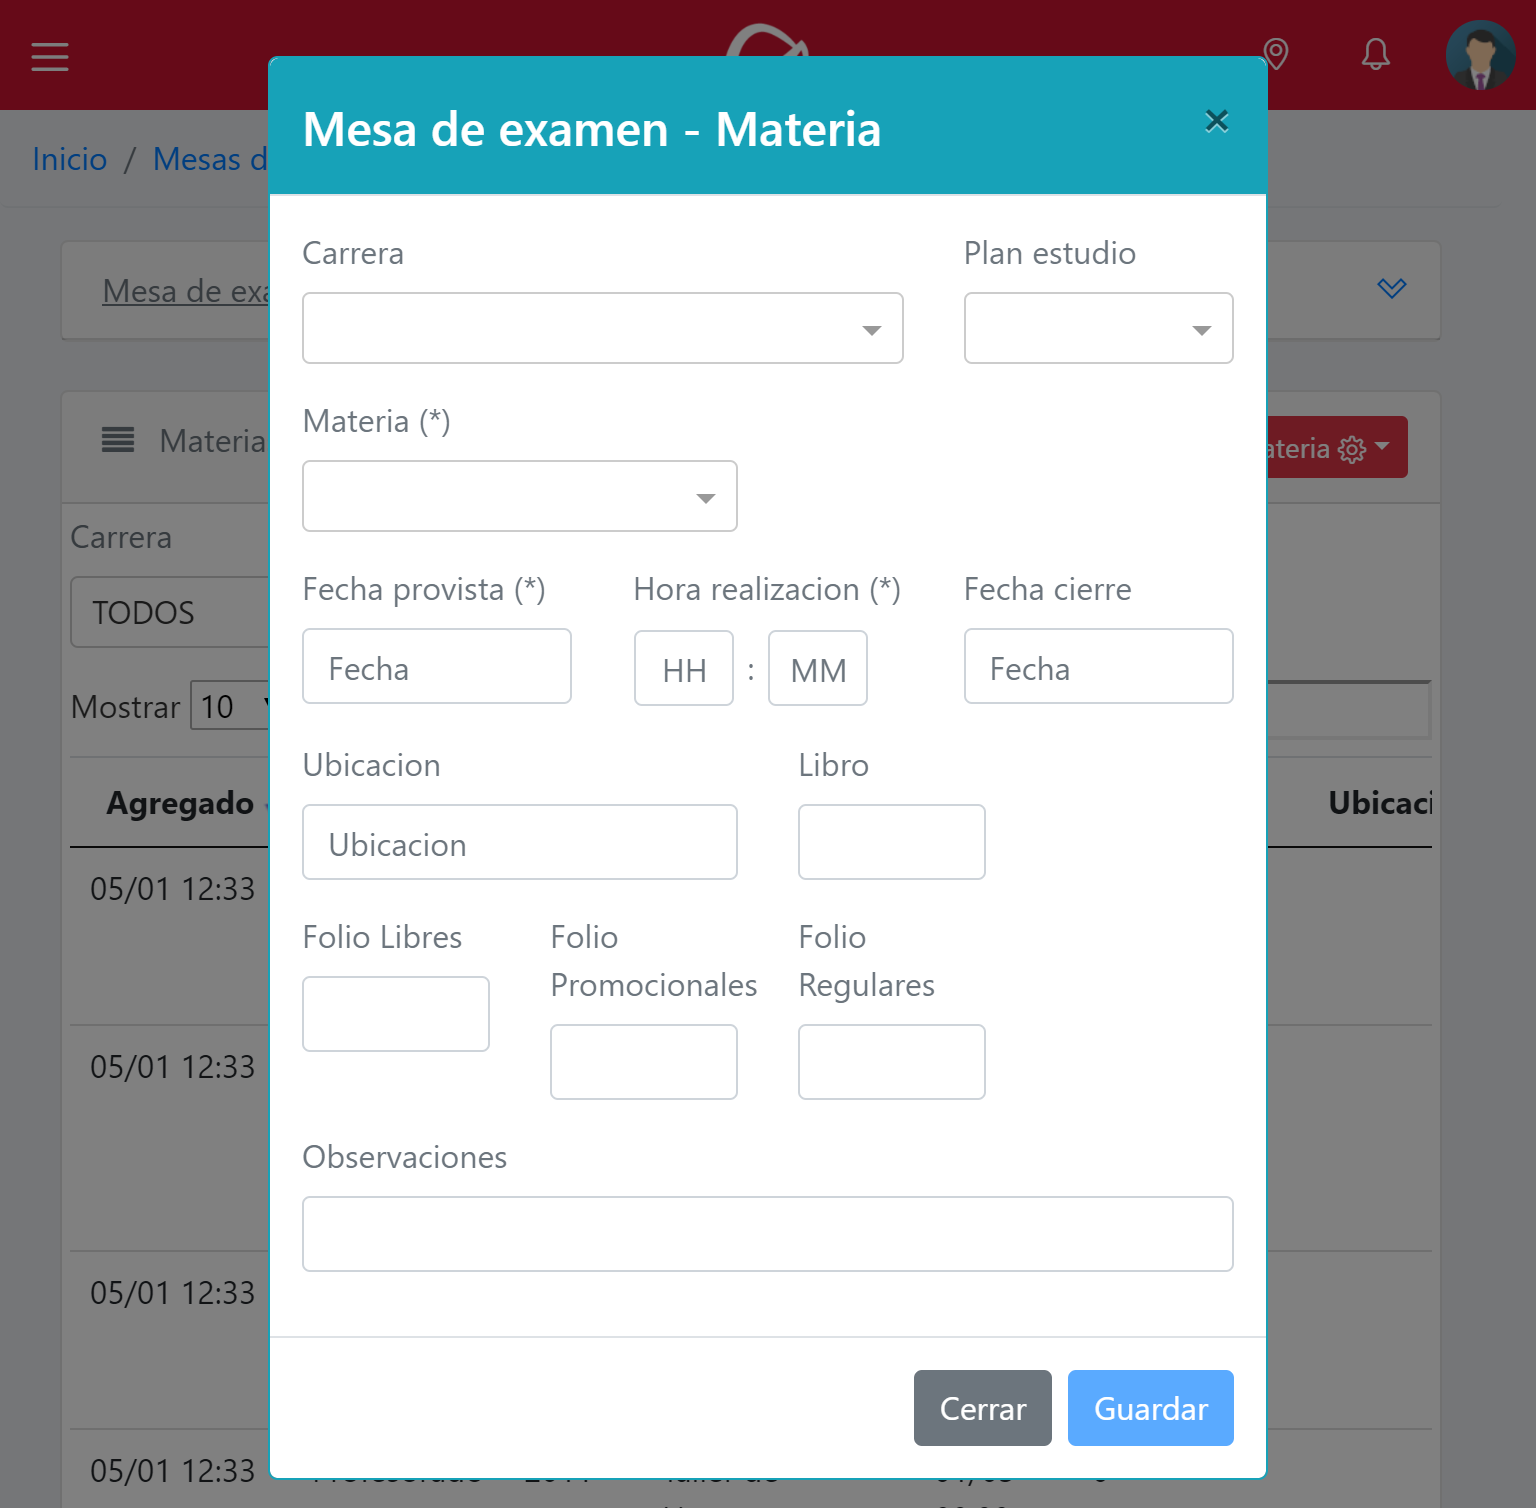 Mesa de examen - Materia
×
Inicio / Mesas d
Mesa de exa
Carrera
Plan estudio
Materia (*)
Materia
ateria
Carrera
TODOS
Fecha provista (*)
Hora realizacion (*)
Fecha cierre
Fecha
HH : MM
Fecha
Mostrar 10
Ubicacion
Libro
Ubicacion
Agregado
Ubicaci
05/01 12:33
Folio Libres
Folio Promocionales
Folio Regulares
05/01 12:33
Observaciones
05/01 12:33
Cerrar
Guardar
05/01 12:33